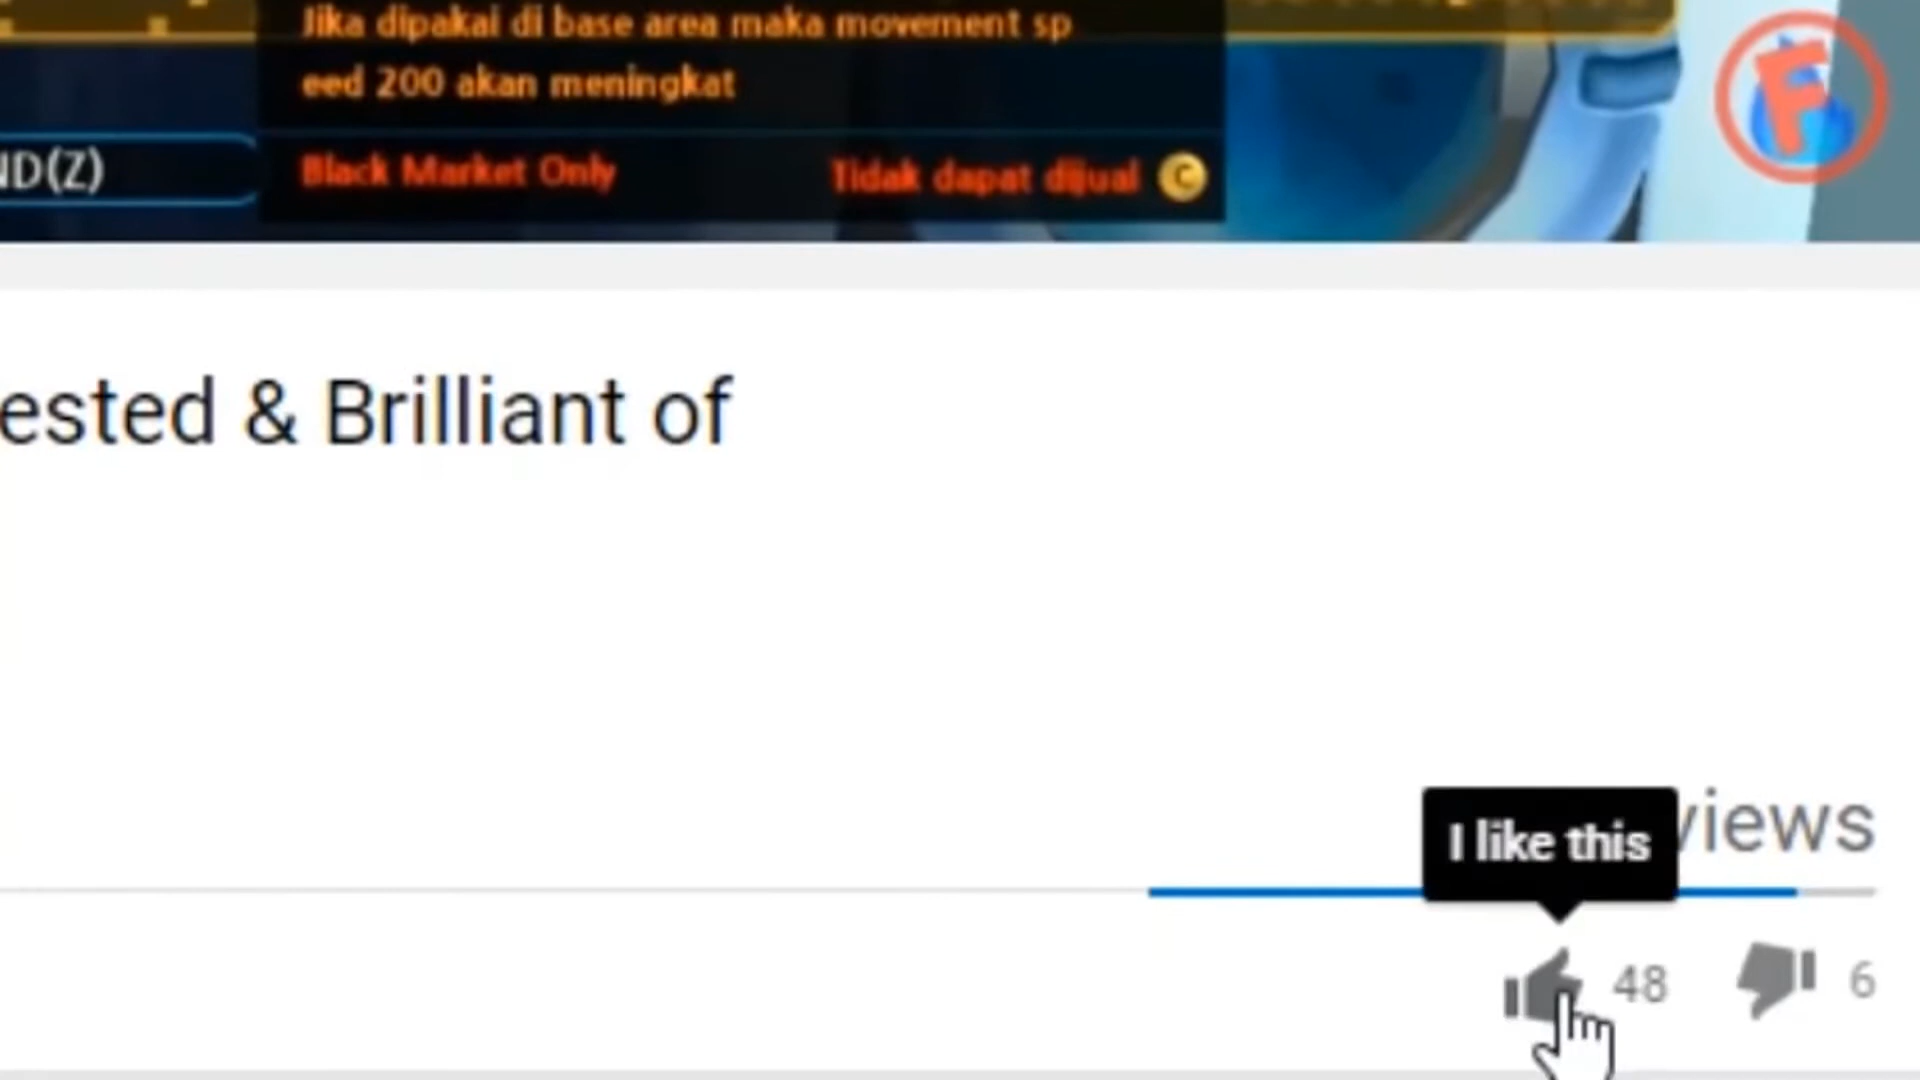 Jika dipakai di base area maka movement sp
eed 200 akan meningkat
ND(Z)
Black Market Only
Tidak dapat dijual
C
F
ested & Brilliant of
views
I like this
48
6